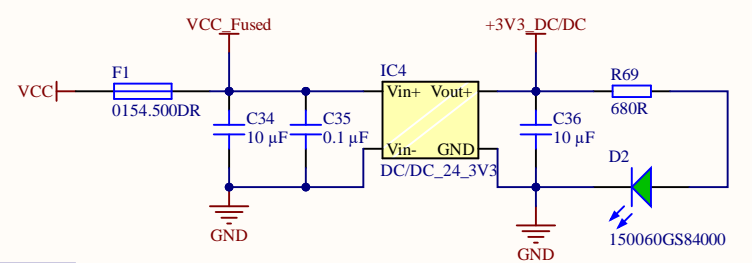 VCC_Fused
+3V3_DC/DC
F1
VCC
0154.500DR
IC4
Vin+ Vout+
Vin- GND
DC/DC_24_3V3
R69
680R
C34
10 µF
C35
0.1 µF
C36
10 µF
D2
150060GS84000
GND
GND